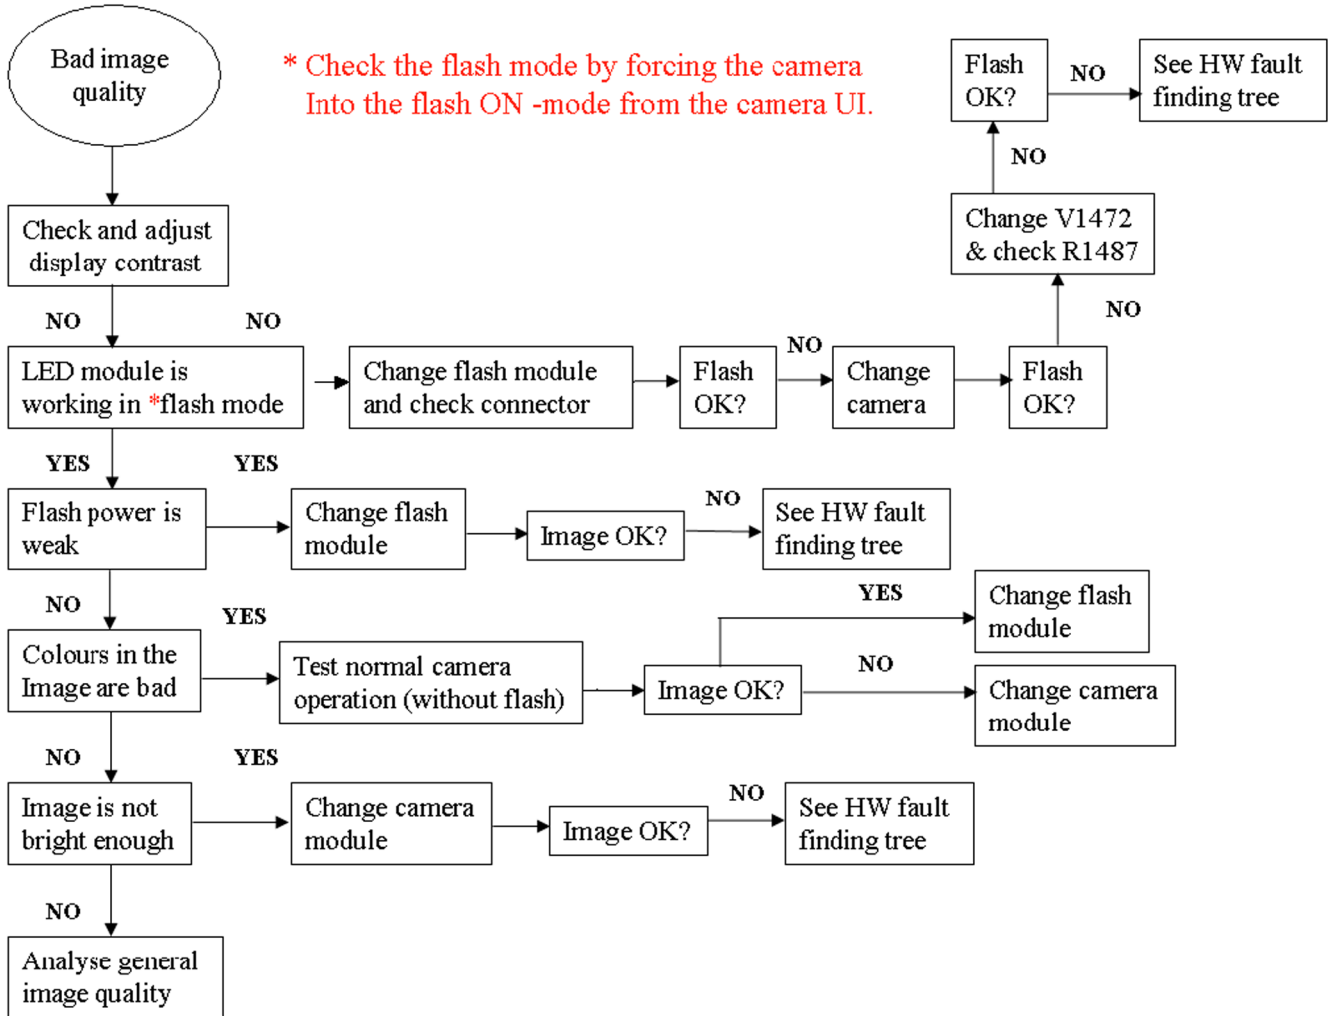 Bad image
quality
* Check the flash mode by forcing the camera
Into the flash ON -mode from the camera UI.
Flash
OK?
NO
See HW fault
finding tree
NO
Change V1472
& check R1487
NO
Check and adjust
display contrast
NO
NO
LED module is
working in *flash mode
Change flash module
and check connector
Flash
OK?
NO
Change
camera
Flash
OK?
YES
YES
Flash power is
weak
Change flash
module
Image OK?
NO
See HW fault
finding tree
NO
YES
Colours in the
Image are bad
Test normal camera
operation (without flash)
Image OK?
YES
Change flash
module
NO
Change camera
module
NO
YES
Image is not
bright enough
Change camera
module
Image OK?
NO
See HW fault
finding tree
NO
Analyse general
image quality